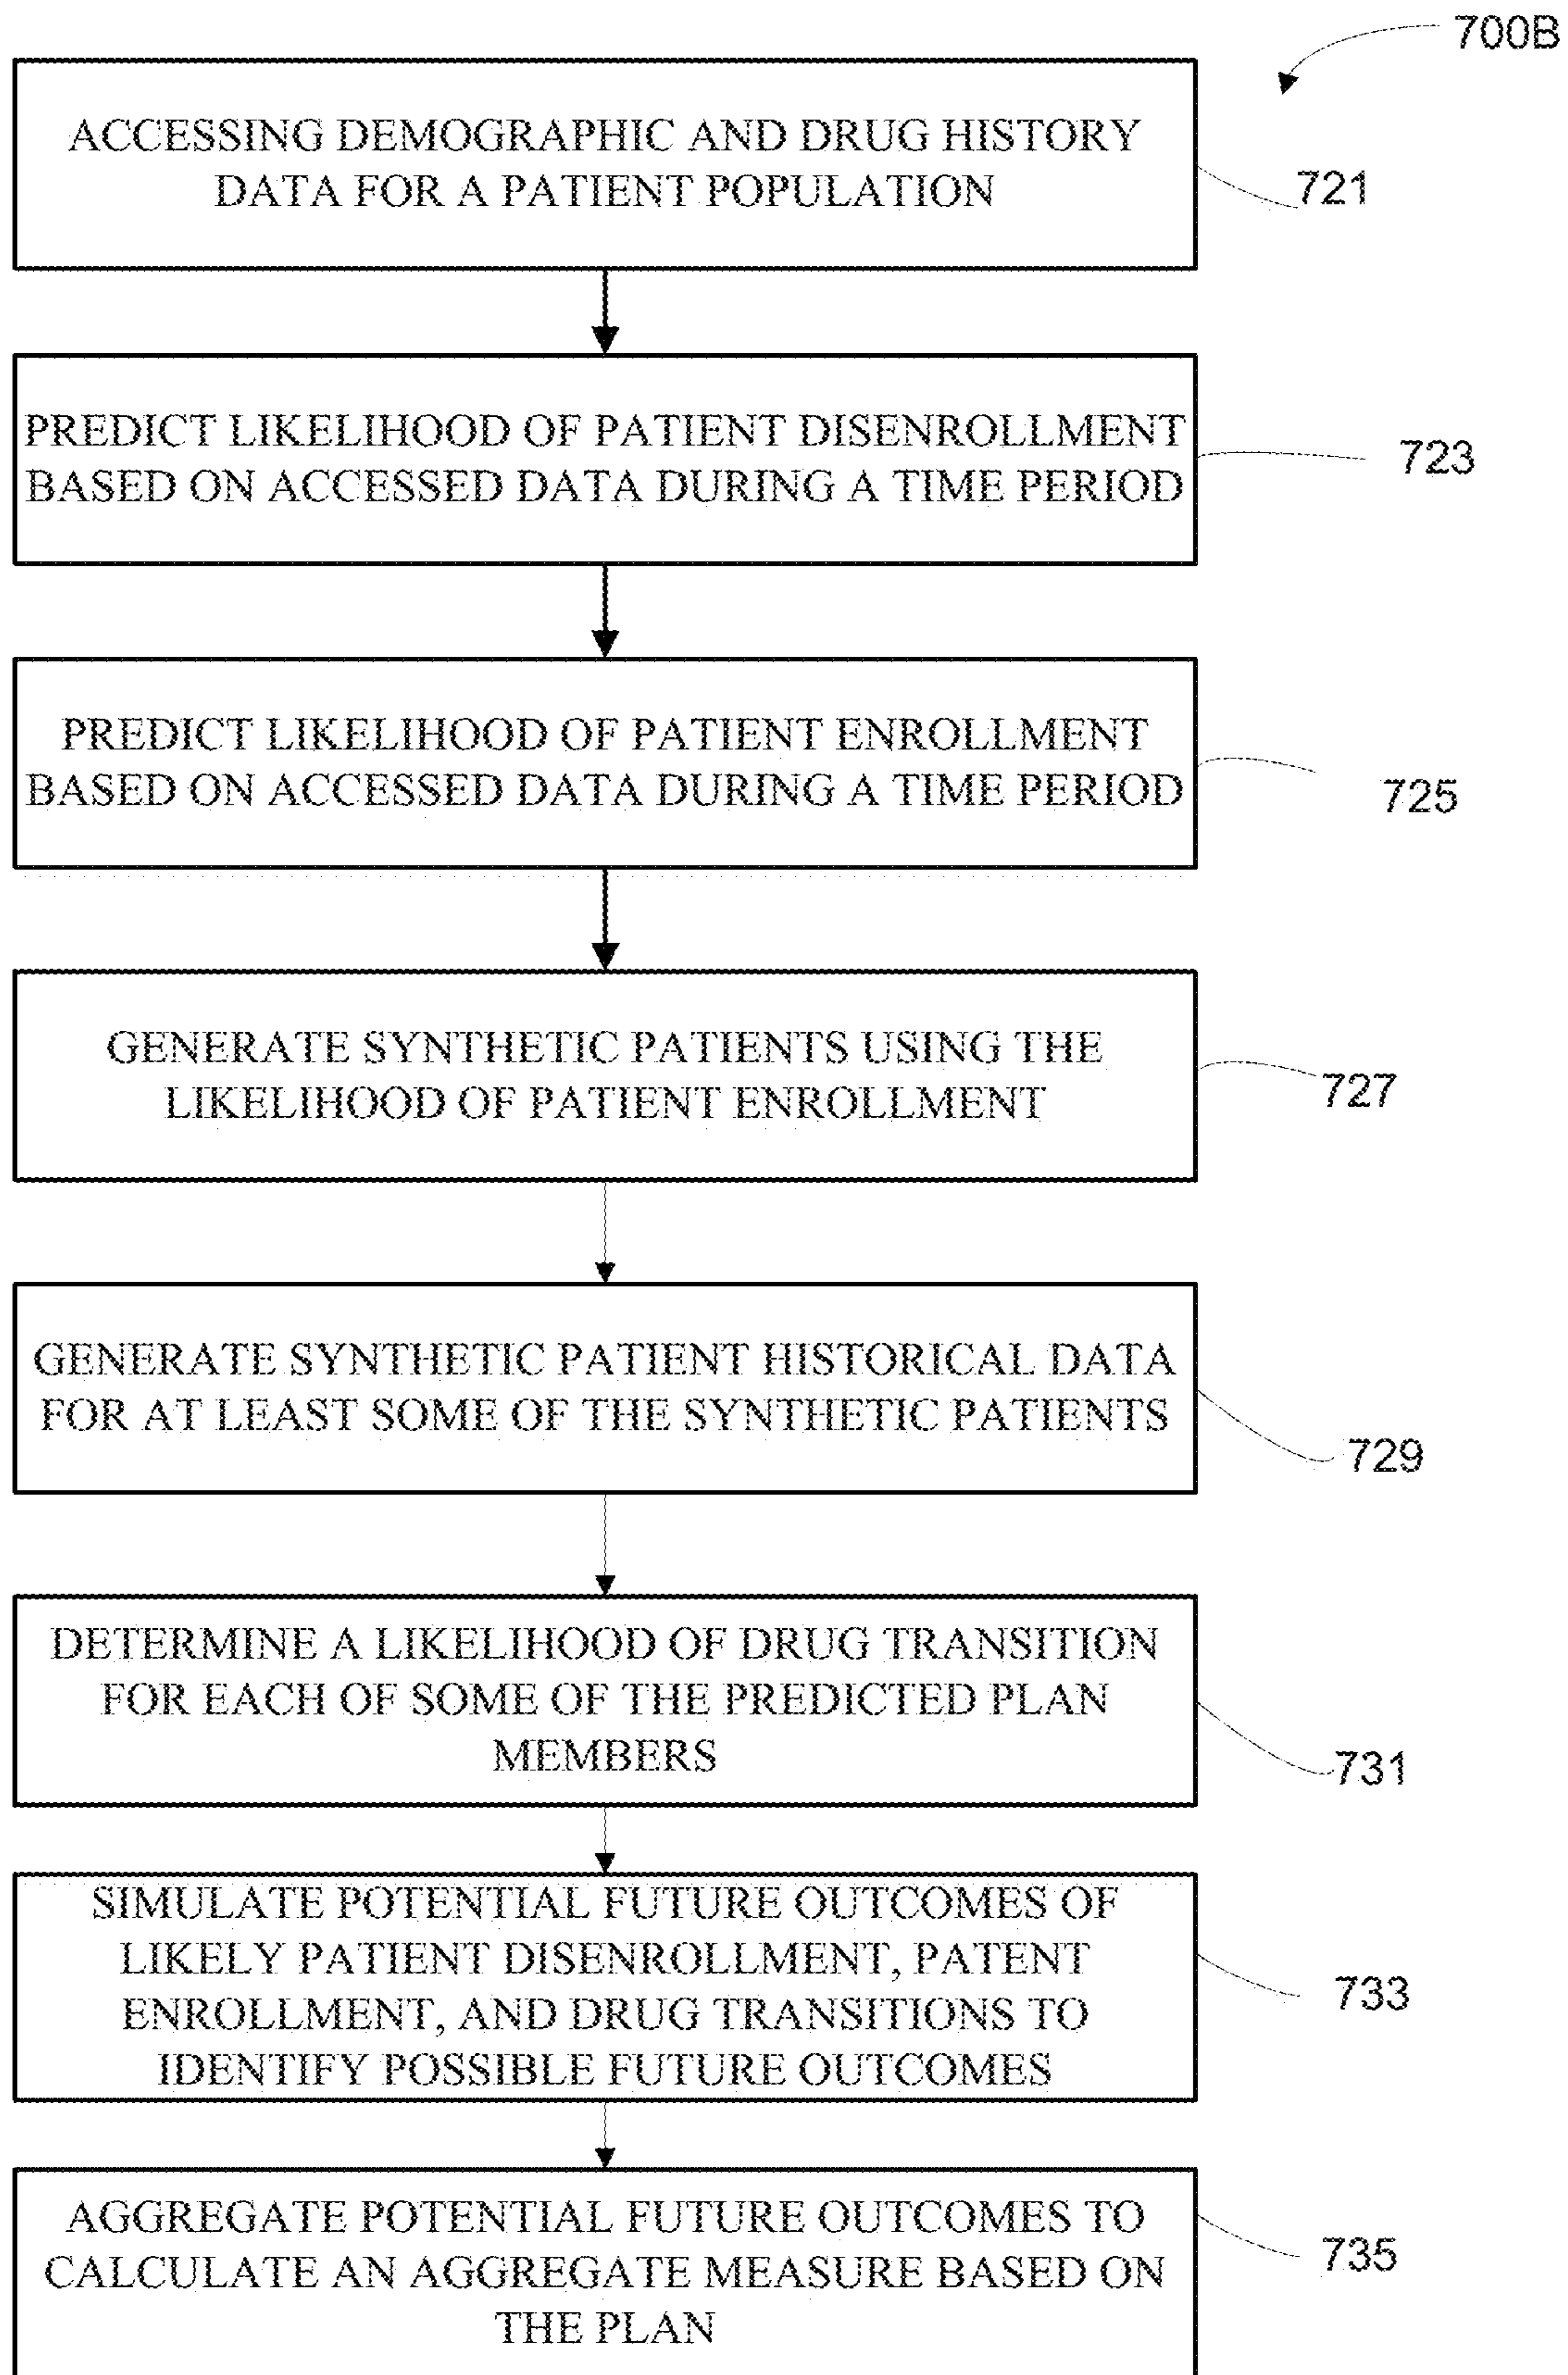 700B
ACCESSING DEMOGRAPHIC AND DRUG HISTORY
DATA FOR A PATIENT POPULATION
721
PREDICT LIKELIHOOD OF PATIENT DISENROLLMENT
BASED ON ACCESSED DATA DURING A TIME PERIOD
723
PREDICT LIKELIHOOD OF PATIENT ENROLLMENT
BASED ON ACCESSED DATA DURING A TIME PERIOD
725
GENERATE SYNTHETIC PATIENTS USING THE
LIKELIHOOD OF PATIENT ENROLLMENT
727
GENERATE SYNTHETIC PATIENT HISTORICAL DATA
FOR AT LEAST SOME OF THE SYNTHETIC PATIENTS
729
DETERMINE A LIKELIHOOD OF DRUG TRANSITION
FOR EACH OF SOME OF THE PREDICTED PLAN
MEMBERS
731
SIMULATE POTENTIAL FUTURE OUTCOMES OF
LIKELY PATIENT DISENROLLMENT, PATENT
ENROLLMENT, AND DRUG TRANSITIONS TO
IDENTIFY POSSIBLE FUTURE OUTCOMES
733
AGGREGATE POTENTIAL FUTURE OUTCOMES TO
CALCULATE AN AGGREGATE MEASURE BASED ON
THE PLAN
735